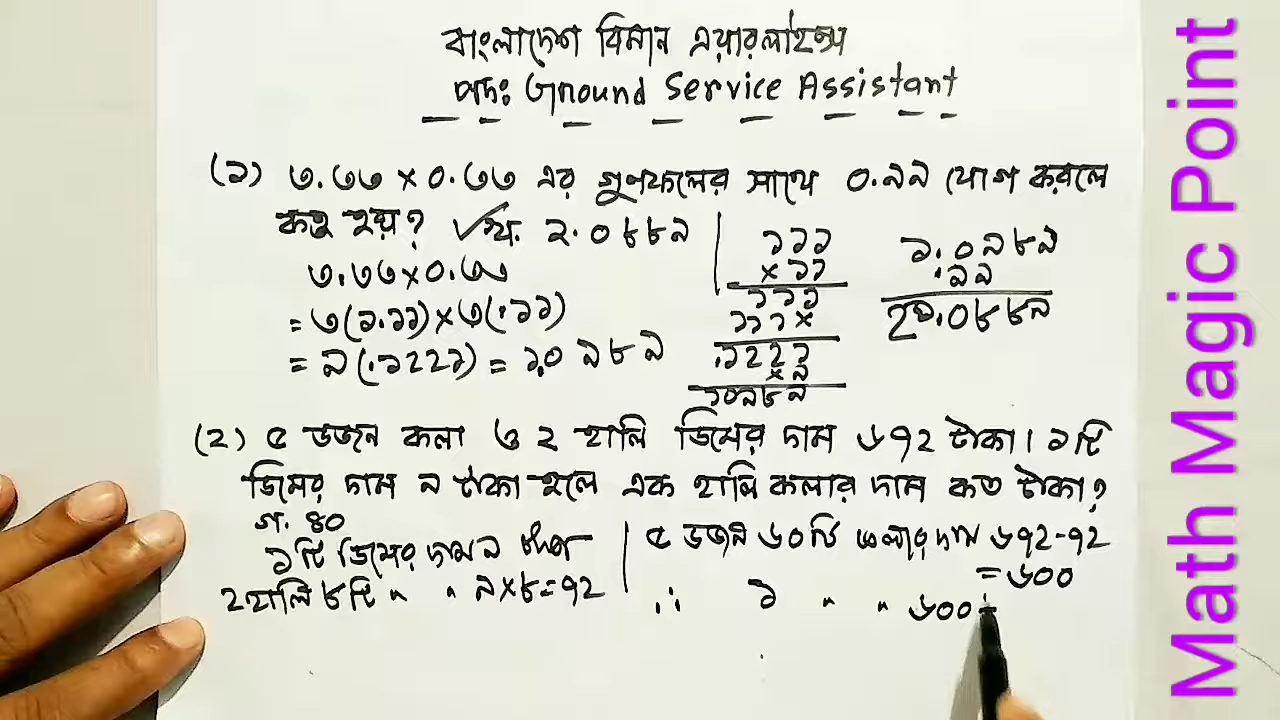 বাংলাদেশ বিমান এয়ারলাইন্স
পদঃ Ground Service Assistant
(১) ৩.৩৩ × ০.৩৩ এর গুণফলের সাথে ০.৯৯ যোগ করলে
কত হয়? ✓খ. ২.০৮৮৯
৩.৩৩ × ০.৩৩
= ৩(১.১১) × ৩(.১১)
= ৯(.১২২১) = ১.০৯৮৯
১১১
× ১১
১১১
১১১×
.১২২১
× ৯
১০৯৮৯
১.০৯৮৯
.৯৯
২.০৮৮৯
(২) ৫ ডজন কলা ও ২ হালি ডিমের দাম ৬৭২ টাকা। ১টি
ডিমের দাম ৯ টাকা হলে এক হালি কলার দাম কত টাকা?
গ. ৪০
১টি ডিমের দাম ৯ টাকা
২ হালি ৮টি " " ৯×৮=৭২
৫ ডজন ৬০টি কলার দাম ৬৭২-৭২
= ৬০০
∴ ১ " " ৬০০÷
Math Magic Point